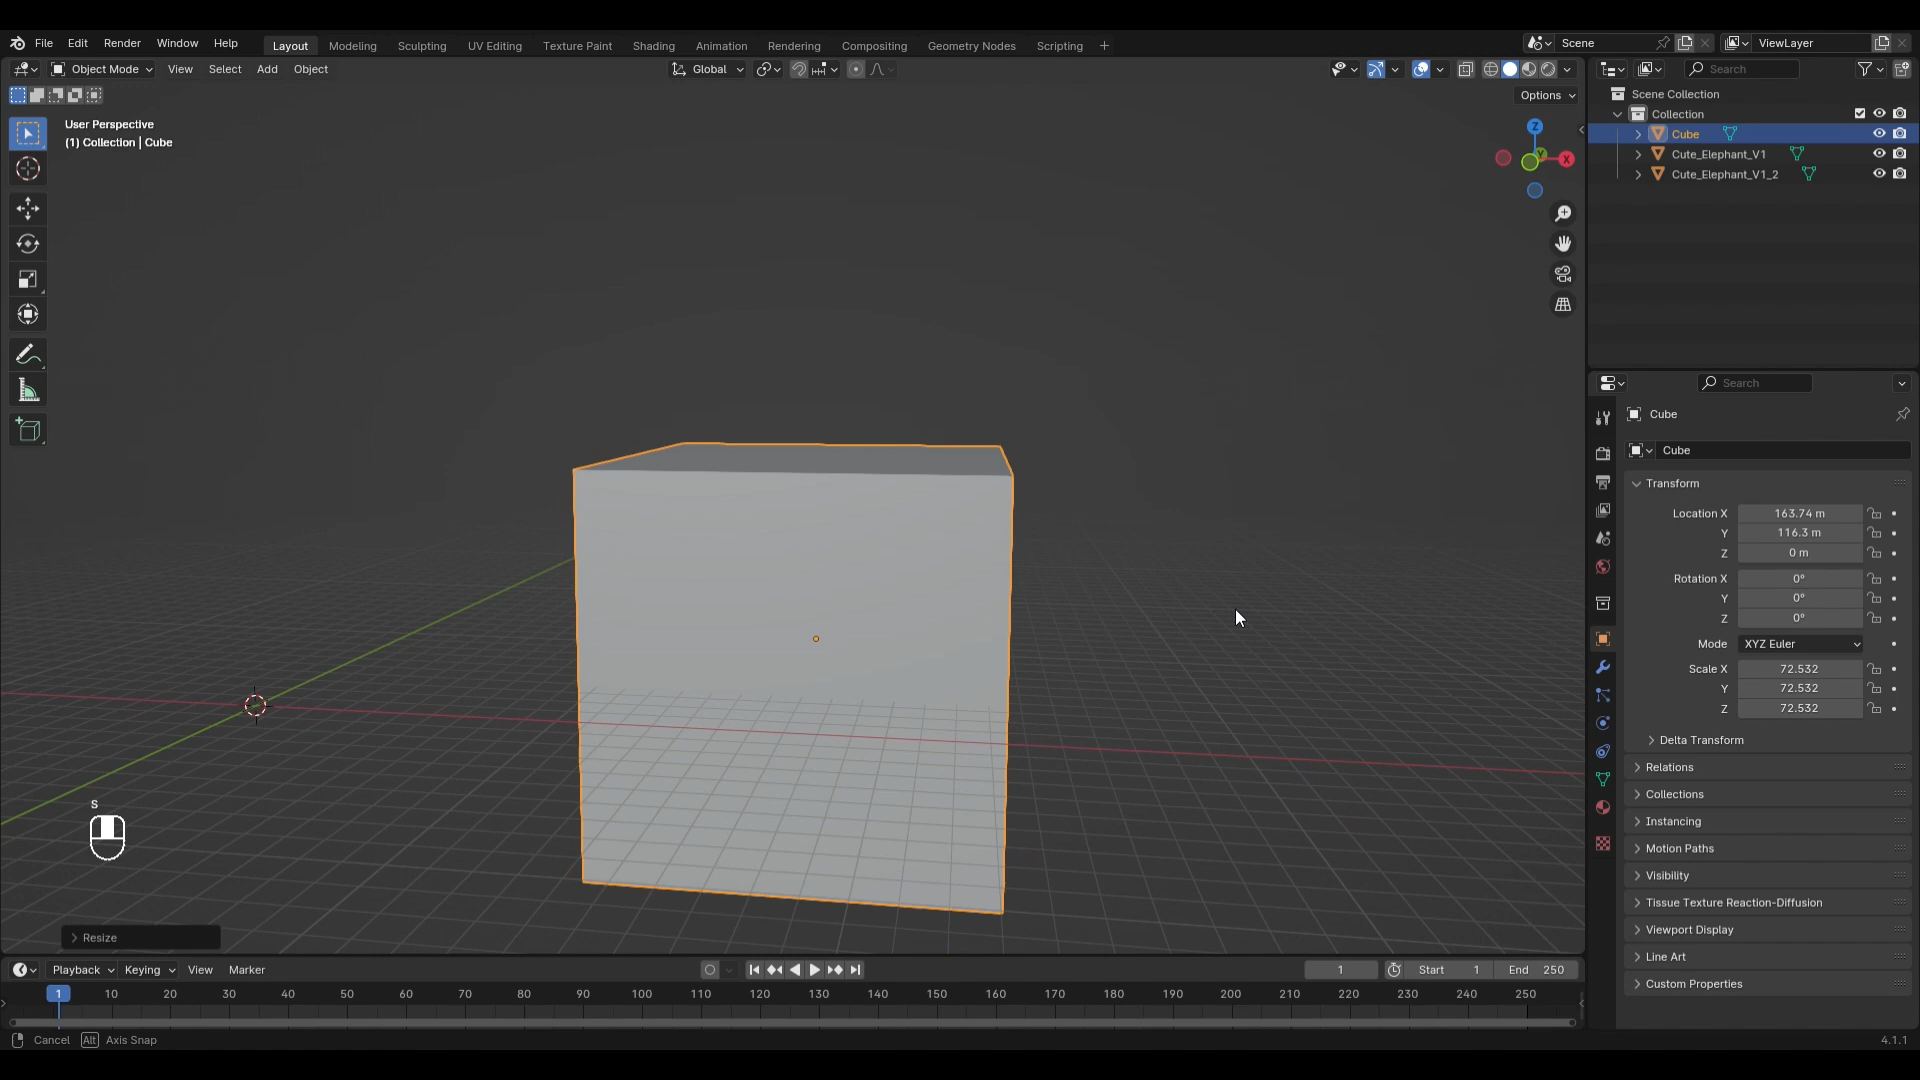 File Edit Render Window Help Layout Modeling Sculpting UV Editing Texture Paint Shading Animation Rendering Compositing Geometry Nodes Scripting + Scene ViewLayer
Object Mode View Select Add Object Global Search
Options
User Perspective
(1) Collection | Cube
Z
Y
X
Scene Collection
Collection
Cube
Cute_Elephant_V1
Cute_Elephant_V1_2
Search
Cube
Cube
Transform
Location X 163.74 m
Y 116.3 m
Z 0 m
Rotation X 0°
Y 0°
Z 0°
Mode XYZ Euler
Scale X 72.532
Y 72.532
Z 72.532
Delta Transform
Relations
Collections
Instancing
Motion Paths
Visibility
Tissue Texture Reaction-Diffusion
Viewport Display
Line Art
Custom Properties
S
Resize
Playback Keying View Marker 1 Start 1 End 250
1 10 20 30 40 50 60 70 80 90 100 110 120 130 140 150 160 170 180 190 200 210 220 230 240 250
Cancel Alt Axis Snap 4.1.1